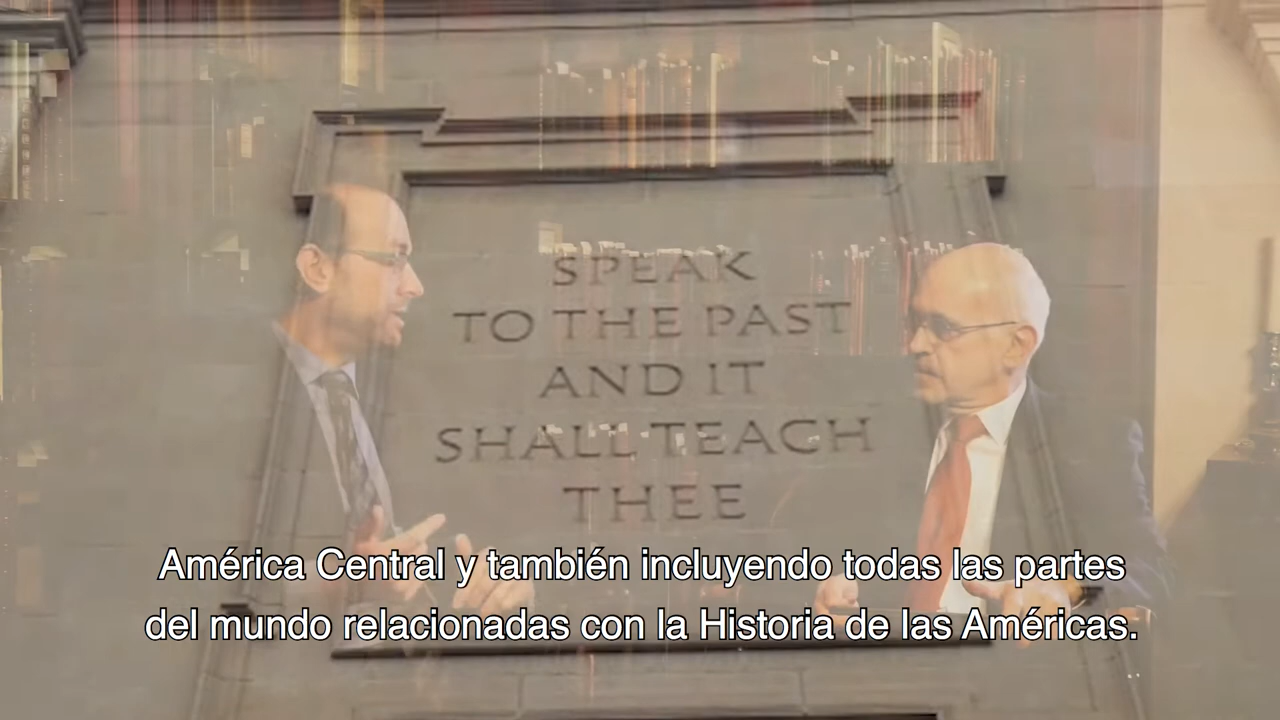 SPEAK
TO THE PAST
AND IT
SHALL TEACH
THEE
América Central y también incluyendo todas las partes
del mundo relacionadas con la Historia de las Américas.